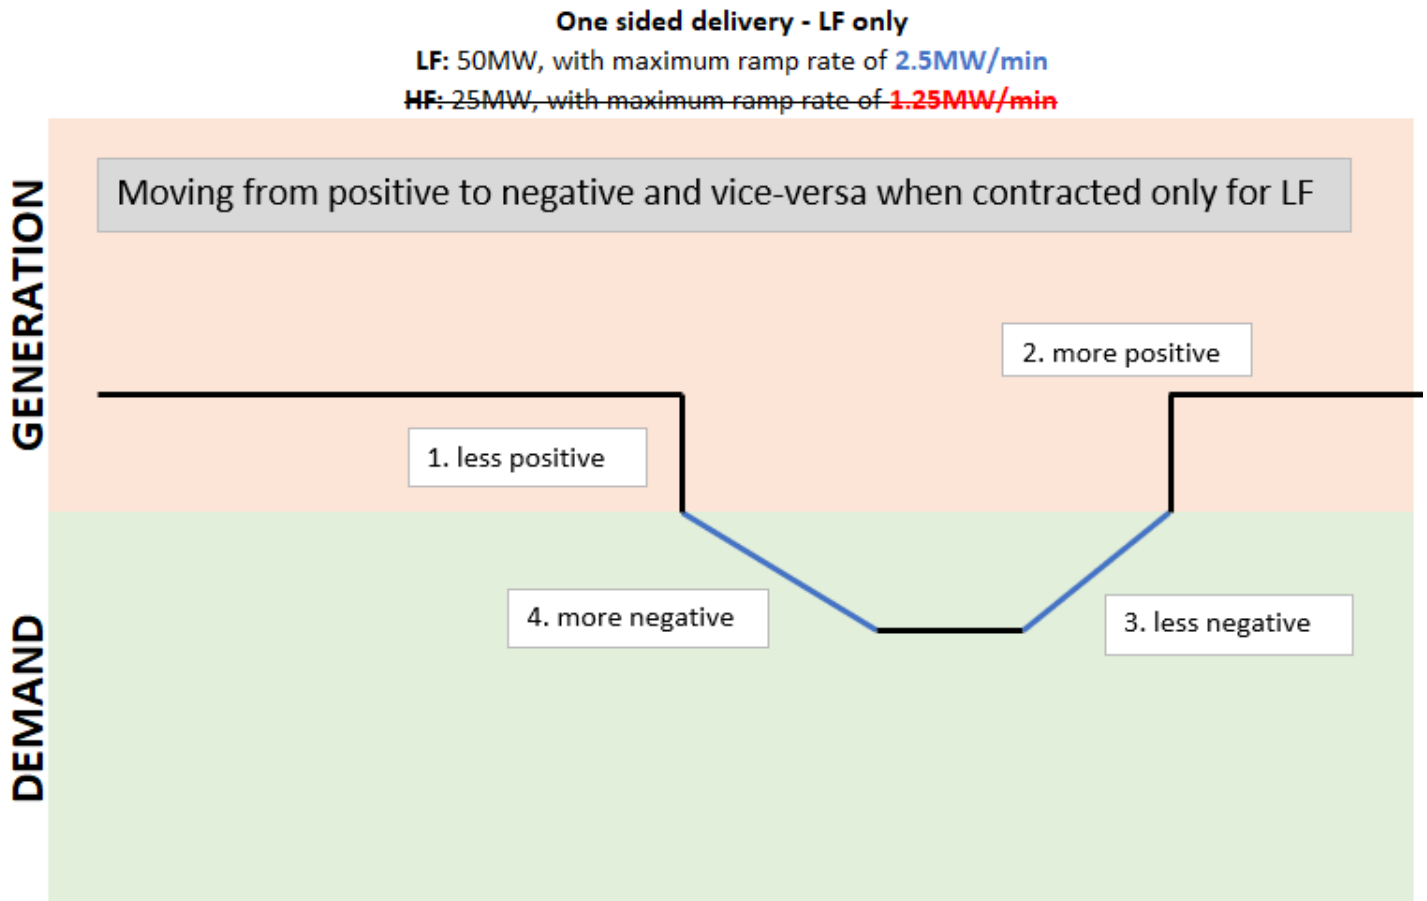 One sided delivery - LF only
LF: 50MW, with maximum ramp rate of 2.5MW/min
HF: 25MW, with maximum ramp rate of 1.25MW/min
Moving from positive to negative and vice-versa when contracted only for LF
GENERATION
2. more positive
1. less positive
4. more negative
3. less negative
DEMAND